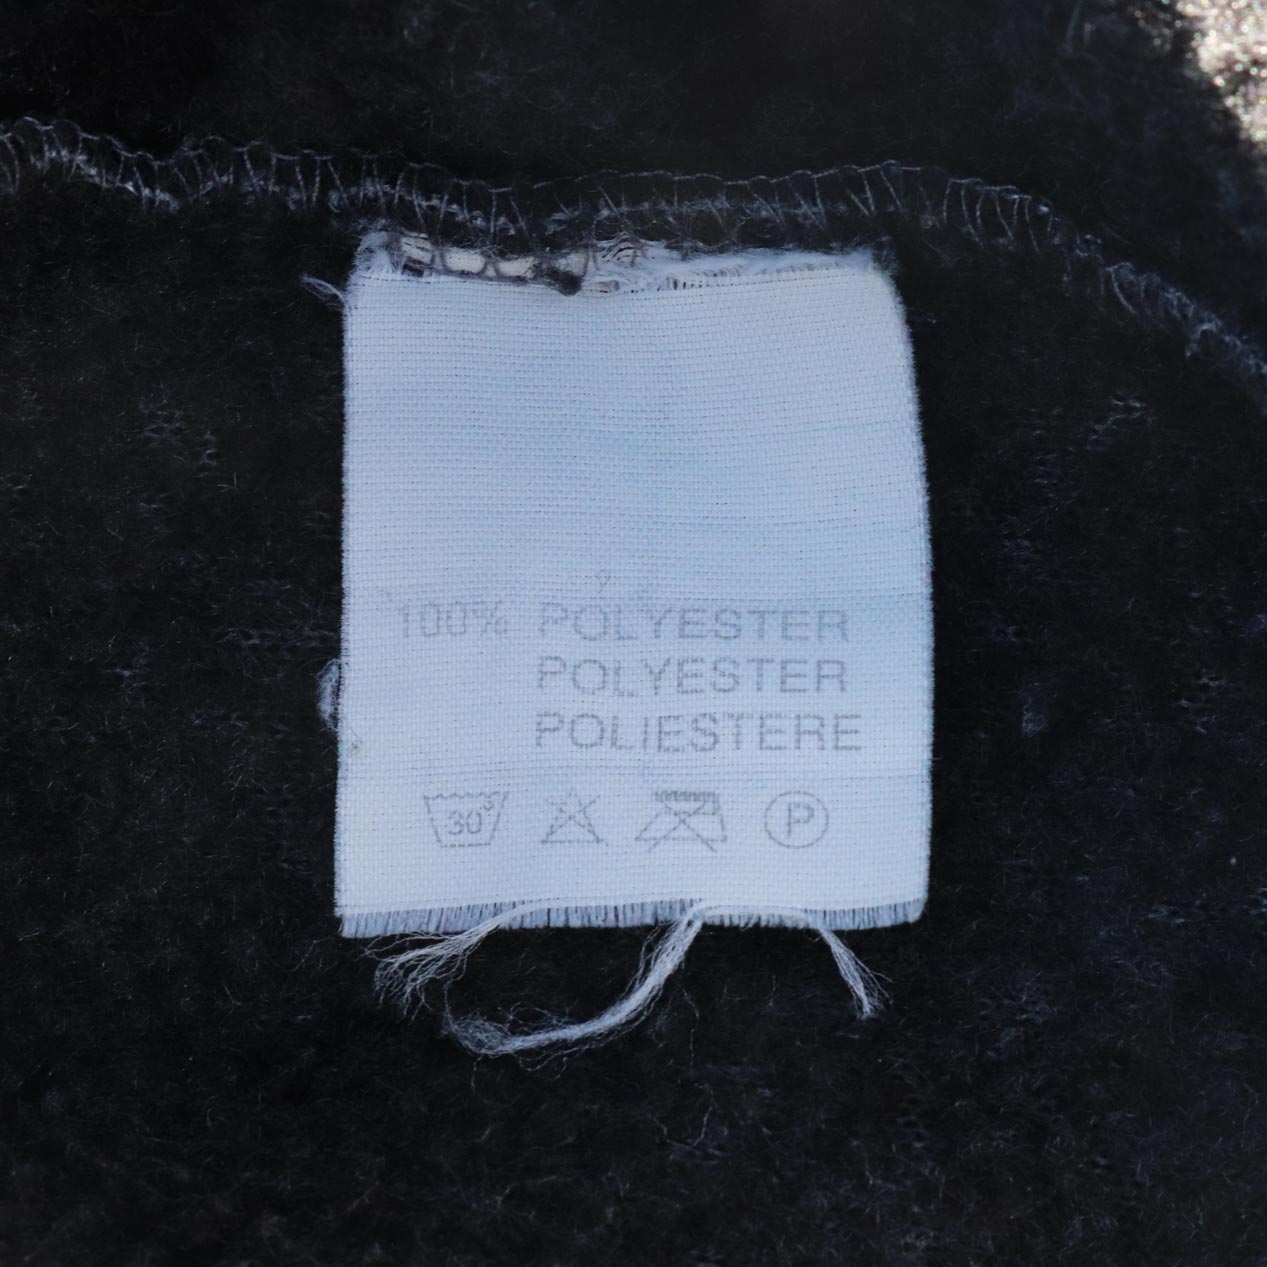 100% POLYESTER
POLYESTER
POLIESTERE
30° P